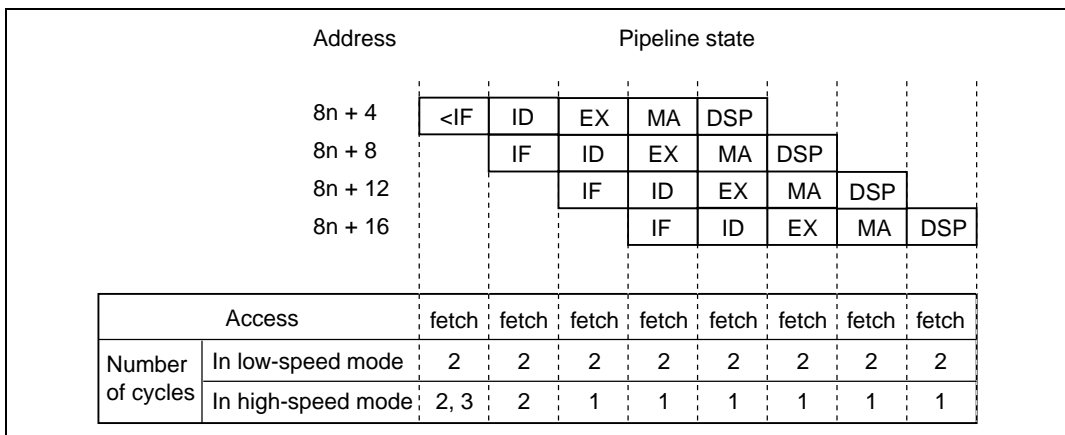 Address Pipeline state
8n + 4 <IF ID EX MA DSP
8n + 8 IF ID EX MA DSP
8n + 12 IF ID EX MA DSP
8n + 16 IF ID EX MA DSP
Access fetch fetch fetch fetch fetch fetch fetch fetch
Number of cycles
In low-speed mode 2 2 2 2 2 2 2 2
In high-speed mode 2, 3 2 1 1 1 1 1 1